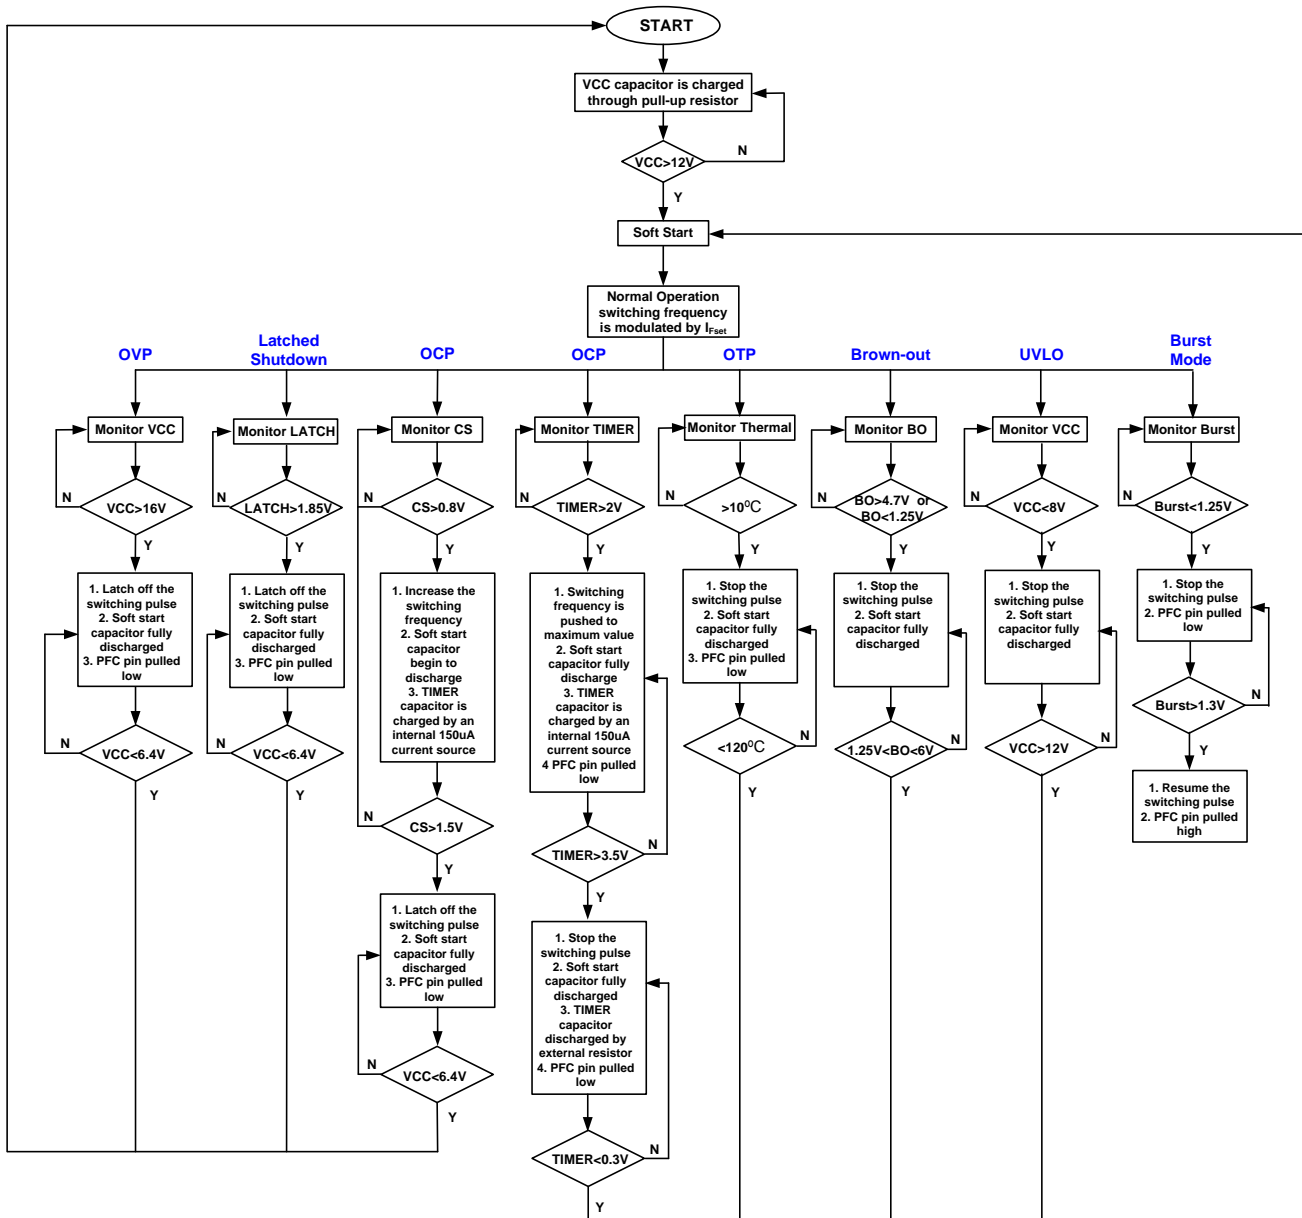 START
VCC capacitor is charged
through pull-up resistor
VCC>12V
N
Y
Soft Start
Normal Operation
switching frequency
is modulated by IFset
OVP
Monitor VCC
N
VCC>16V
Y
1. Latch off the
switching pulse
2. Soft start
capacitor fully
discharged
3. PFC pin pulled
low
N
VCC<6.4V
Y
Latched
Shutdown
Monitor LATCH
N
LATCH>1.85V
Y
1. Latch off the
switching pulse
2. Soft start
capacitor fully
discharged
3. PFC pin pulled
low
N
VCC<6.4V
Y
OCP
Monitor CS
N
CS>0.8V
Y
1. Increase the
switching
frequency
2. Soft start
capacitor
begin to
discharge
3. TIMER
capacitor is
charged by an
internal 150uA
current source
N
CS>1.5V
Y
1. Latch off the
switching pulse
2. Soft start
capacitor fully
discharged
3. PFC pin pulled
low
N
VCC<6.4V
Y
OCP
Monitor TIMER
N
TIMER>2V
Y
1. Switching
frequency is
pushed to
maximum value
2. Soft start
capacitor fully
discharge
3. TIMER
capacitor is
charged by an
internal 150uA
current source
4 PFC pin pulled
low
TIMER>3.5V
N
Y
1. Stop the
switching pulse
2. Soft start
capacitor fully
discharged
3. TIMER
capacitor
discharged by
external resistor
4. PFC pin pulled
low
TIMER<0.3V
N
Y
OTP
Monitor Thermal
N
>10⁰C
Y
1. Stop the
switching pulse
2. Soft start
capacitor fully
discharged
3. PFC pin pulled
low
<120⁰C
N
Y
Brown-out
Monitor BO
N
BO>4.7V or
BO<1.25V
Y
1. Stop the
switching pulse
2. Soft start
capacitor fully
discharged
1.25V<BO<6V
N
Y
UVLO
Monitor VCC
N
VCC<8V
Y
1. Stop the
switching pulse
2. Soft start
capacitor fully
discharged
VCC>12V
N
Y
Burst
Mode
Monitor Burst
N
Burst<1.25V
Y
1. Stop the
switching pulse
2. PFC pin pulled
low
Burst>1.3V
N
Y
1. Resume the
switching pulse
2. PFC pin pulled
high